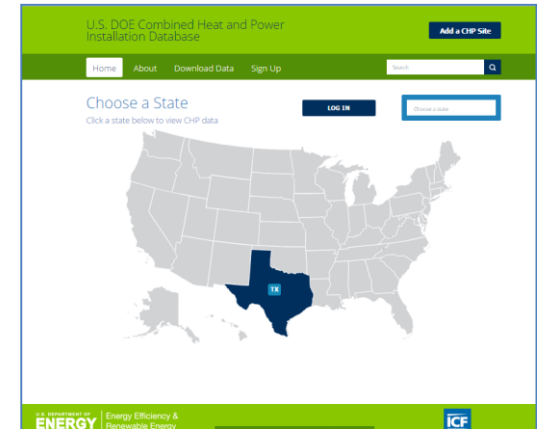 U.S. DOE Combined Heat and Power
Installation Database
Add a CHP Site
Home About Download Data Sign Up
Search
Choose a State
Click a state below to view CHP data
LOG IN
Choose a state
TX
U.S. DEPARTMENT OF
ENERGY
Energy Efficiency &
Renewable Energy
ICF